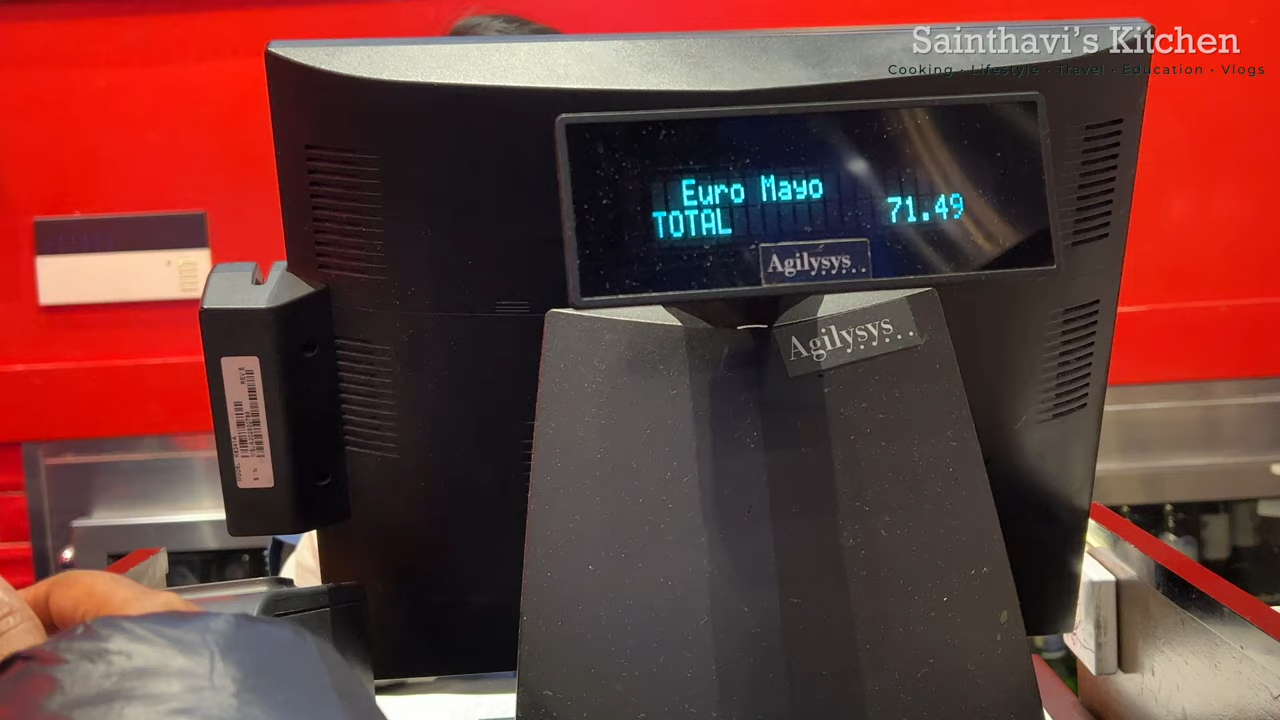 Sainthavi's Kitchen
Cooking · Lifestyle · Travel · Education · Vlogs
Euro Mayo
TOTAL 71.49
Agilysys
Agilysys